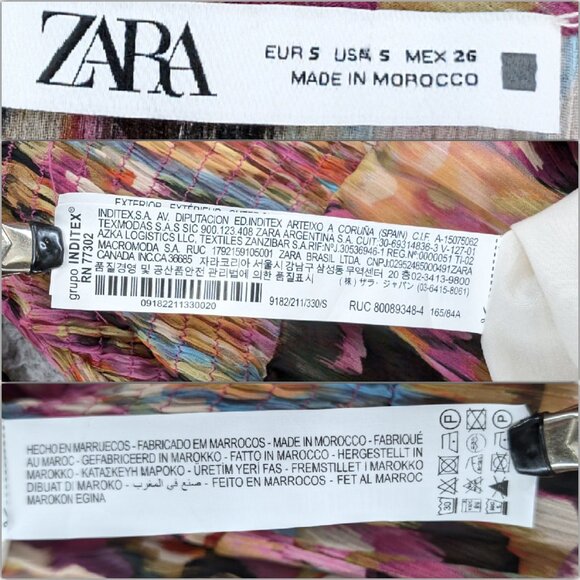 ZARA
EUR S USA S MEX 26
MADE IN MOROCCO
grupo INDITEX®
RN 77302
INDITEX,S.A. AV. DIPUTACION ED.INDITEX ARTEIXO A CORUÑA (SPAIN) C.I.F. A-15075062
TEXMODAS S.A.S SIC 900.123.408 ZARA ARGENTINA S.A. CUIT 30-69314836-3 V-127-01
AZKA LOGISTICS LLC, TEXTILES ZANZIBAR S.A.RIF.NVJ.30536946-1 REG.Nº.0000051 TI-02
MACROMODA S.A. RUC 1792159105001 ZARA BRASIL LTDA. CNPJ:02952485000491ZARA
CANADA INC.CA36685 자라코리아 서울시 강남구 삼성동 무역센터 20 층 02-3413-9800
품질경영 및 공산품안전 관리법에 의한 품질표시 (株) ザラ・ジャパン (03-6415-8061)
09182211330020
9182/211/330/S
RUC 80089348-4
165/84A
HECHO EN MARRUECOS - FABRICADO EM MARROCOS - MADE IN MOROCCO - FABRIQUÉ
AU MAROC - GEFABRICEERD IN MAROKKO - FATTO IN MAROCCO - HERGESTELLT IN
MAROKKO - ΚΑΤΑΣΚΕΥΗ ΜΑΡΟΚΟ - ÜRETİM YERİ FAS - FREMSTILLET I MAROKKO
DIBUAT DI MAROKO - صنع في المغرب - FEITO EN MARROCOS - FET AL MARROC
MAROKON EGINA